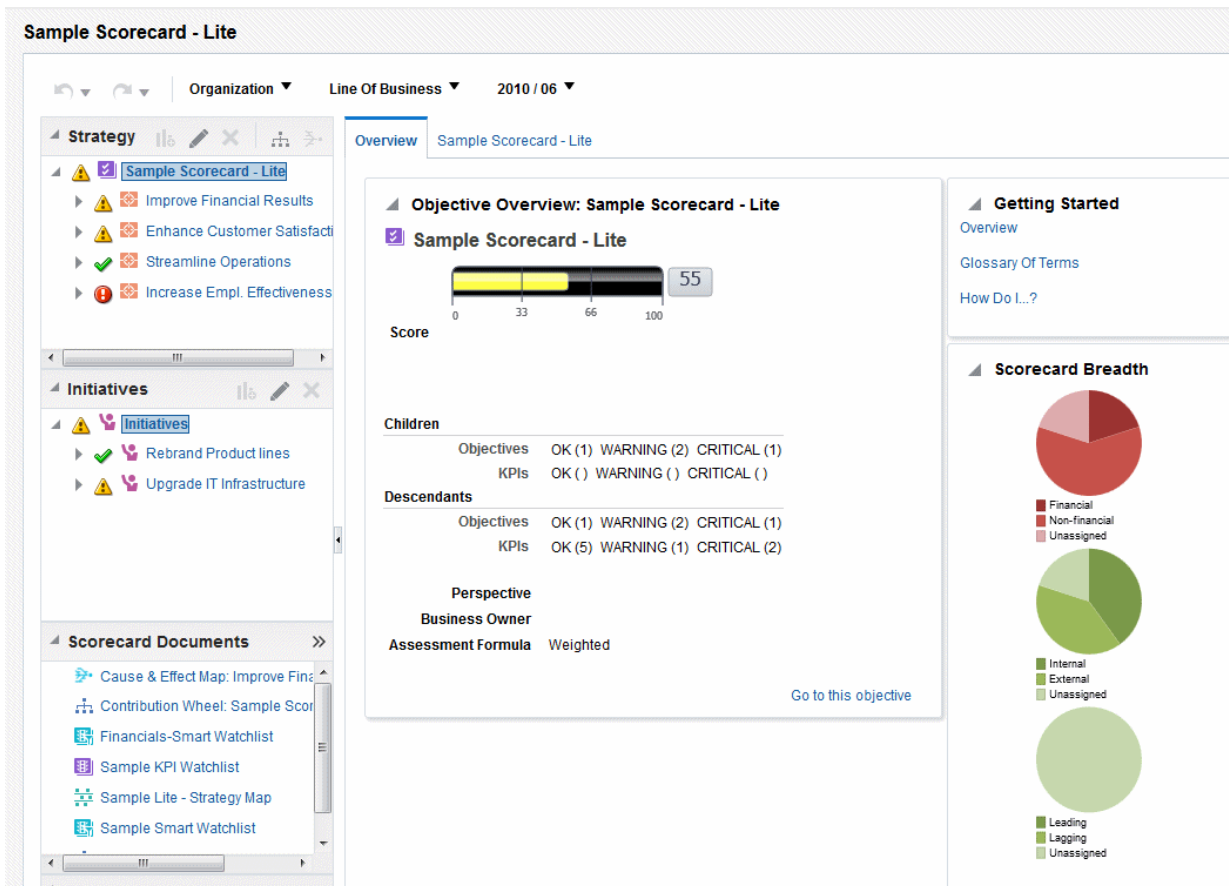 Sample Scorecard - Lite
Organization Line Of Business 2010 / 06
Strategy
Sample Scorecard - Lite
Improve Financial Results
Enhance Customer Satisfacti
Streamline Operations
Increase Empl. Effectiveness
Initiatives
Initiatives
Rebrand Product lines
Upgrade IT Infrastructure
Scorecard Documents
Cause & Effect Map: Improve Fina
Contribution Wheel: Sample Scor
Financials-Smart Watchlist
Sample KPI Watchlist
Sample Lite - Strategy Map
Sample Smart Watchlist
Overview Sample Scorecard - Lite
Objective Overview: Sample Scorecard - Lite
Sample Scorecard - Lite
55
0 33 66 100
Score
Children
Objectives OK (1) WARNING (2) CRITICAL (1)
KPIs OK ( ) WARNING ( ) CRITICAL ( )
Descendants
Objectives OK (1) WARNING (2) CRITICAL (1)
KPIs OK (5) WARNING (1) CRITICAL (2)
Perspective
Business Owner
Assessment Formula Weighted
Go to this objective
Getting Started
Overview
Glossary Of Terms
How Do I...?
Scorecard Breadth
Financial
Non-financial
Unassigned
Internal
External
Unassigned
Leading
Lagging
Unassigned